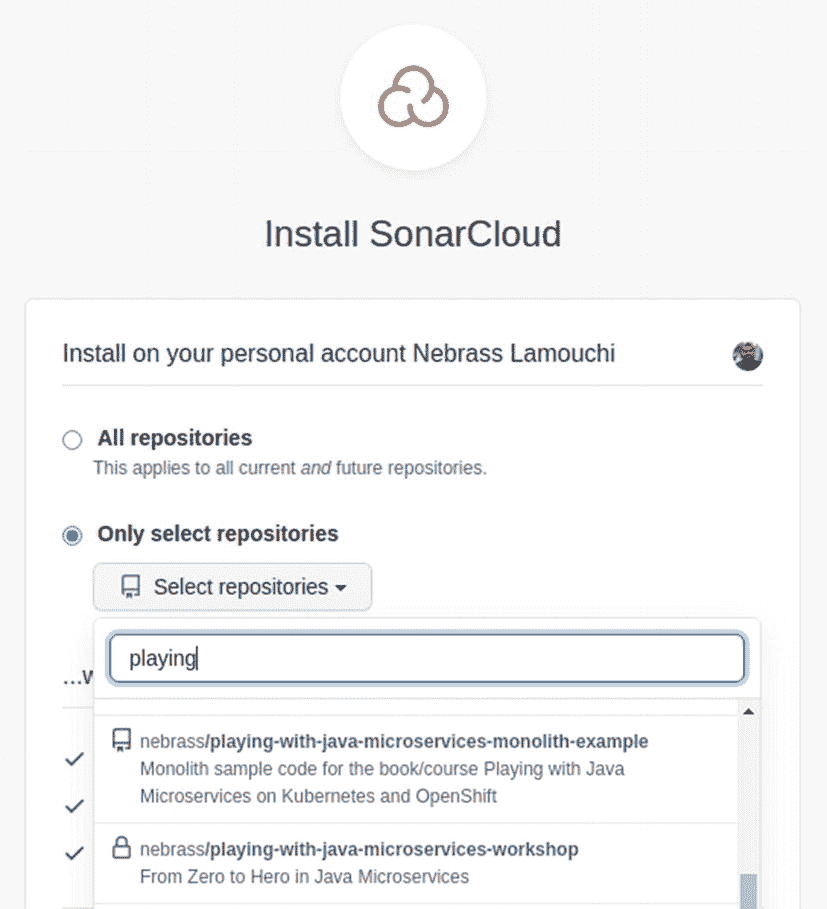 Install SonarCloud
Install on your personal account Nebrass Lamouchi
All repositories
This applies to all current and future repositories.
Only select repositories
Select repositories
playing
nebrass/playing-with-java-microservices-monolith-example
Monolith sample code for the book/course Playing with Java
Microservices on Kubernetes and OpenShift
nebrass/playing-with-java-microservices-workshop
From Zero to Hero in Java Microservices